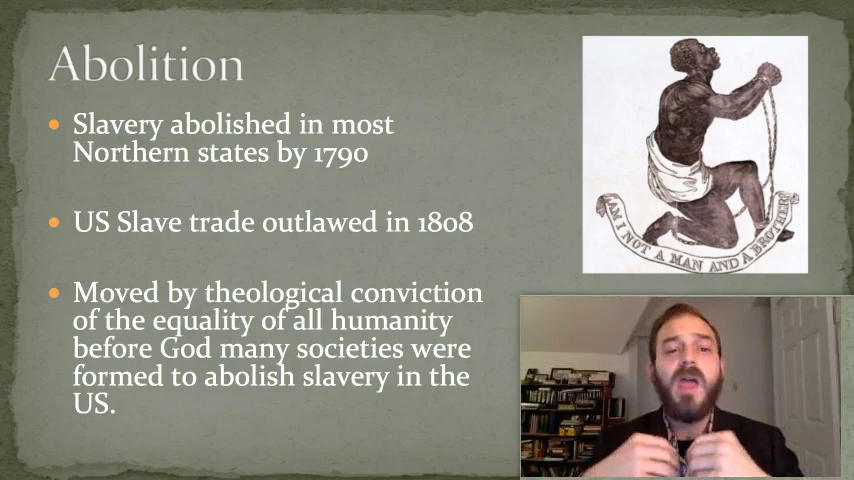 Abolition
Slavery abolished in most
Northern states by 1790
US Slave trade outlawed in 1808
Moved by theological conviction
of the equality of all humanity
before God many societies were
formed to abolish slavery in the
US.
AM I NOT A MAN AND A BROTHER